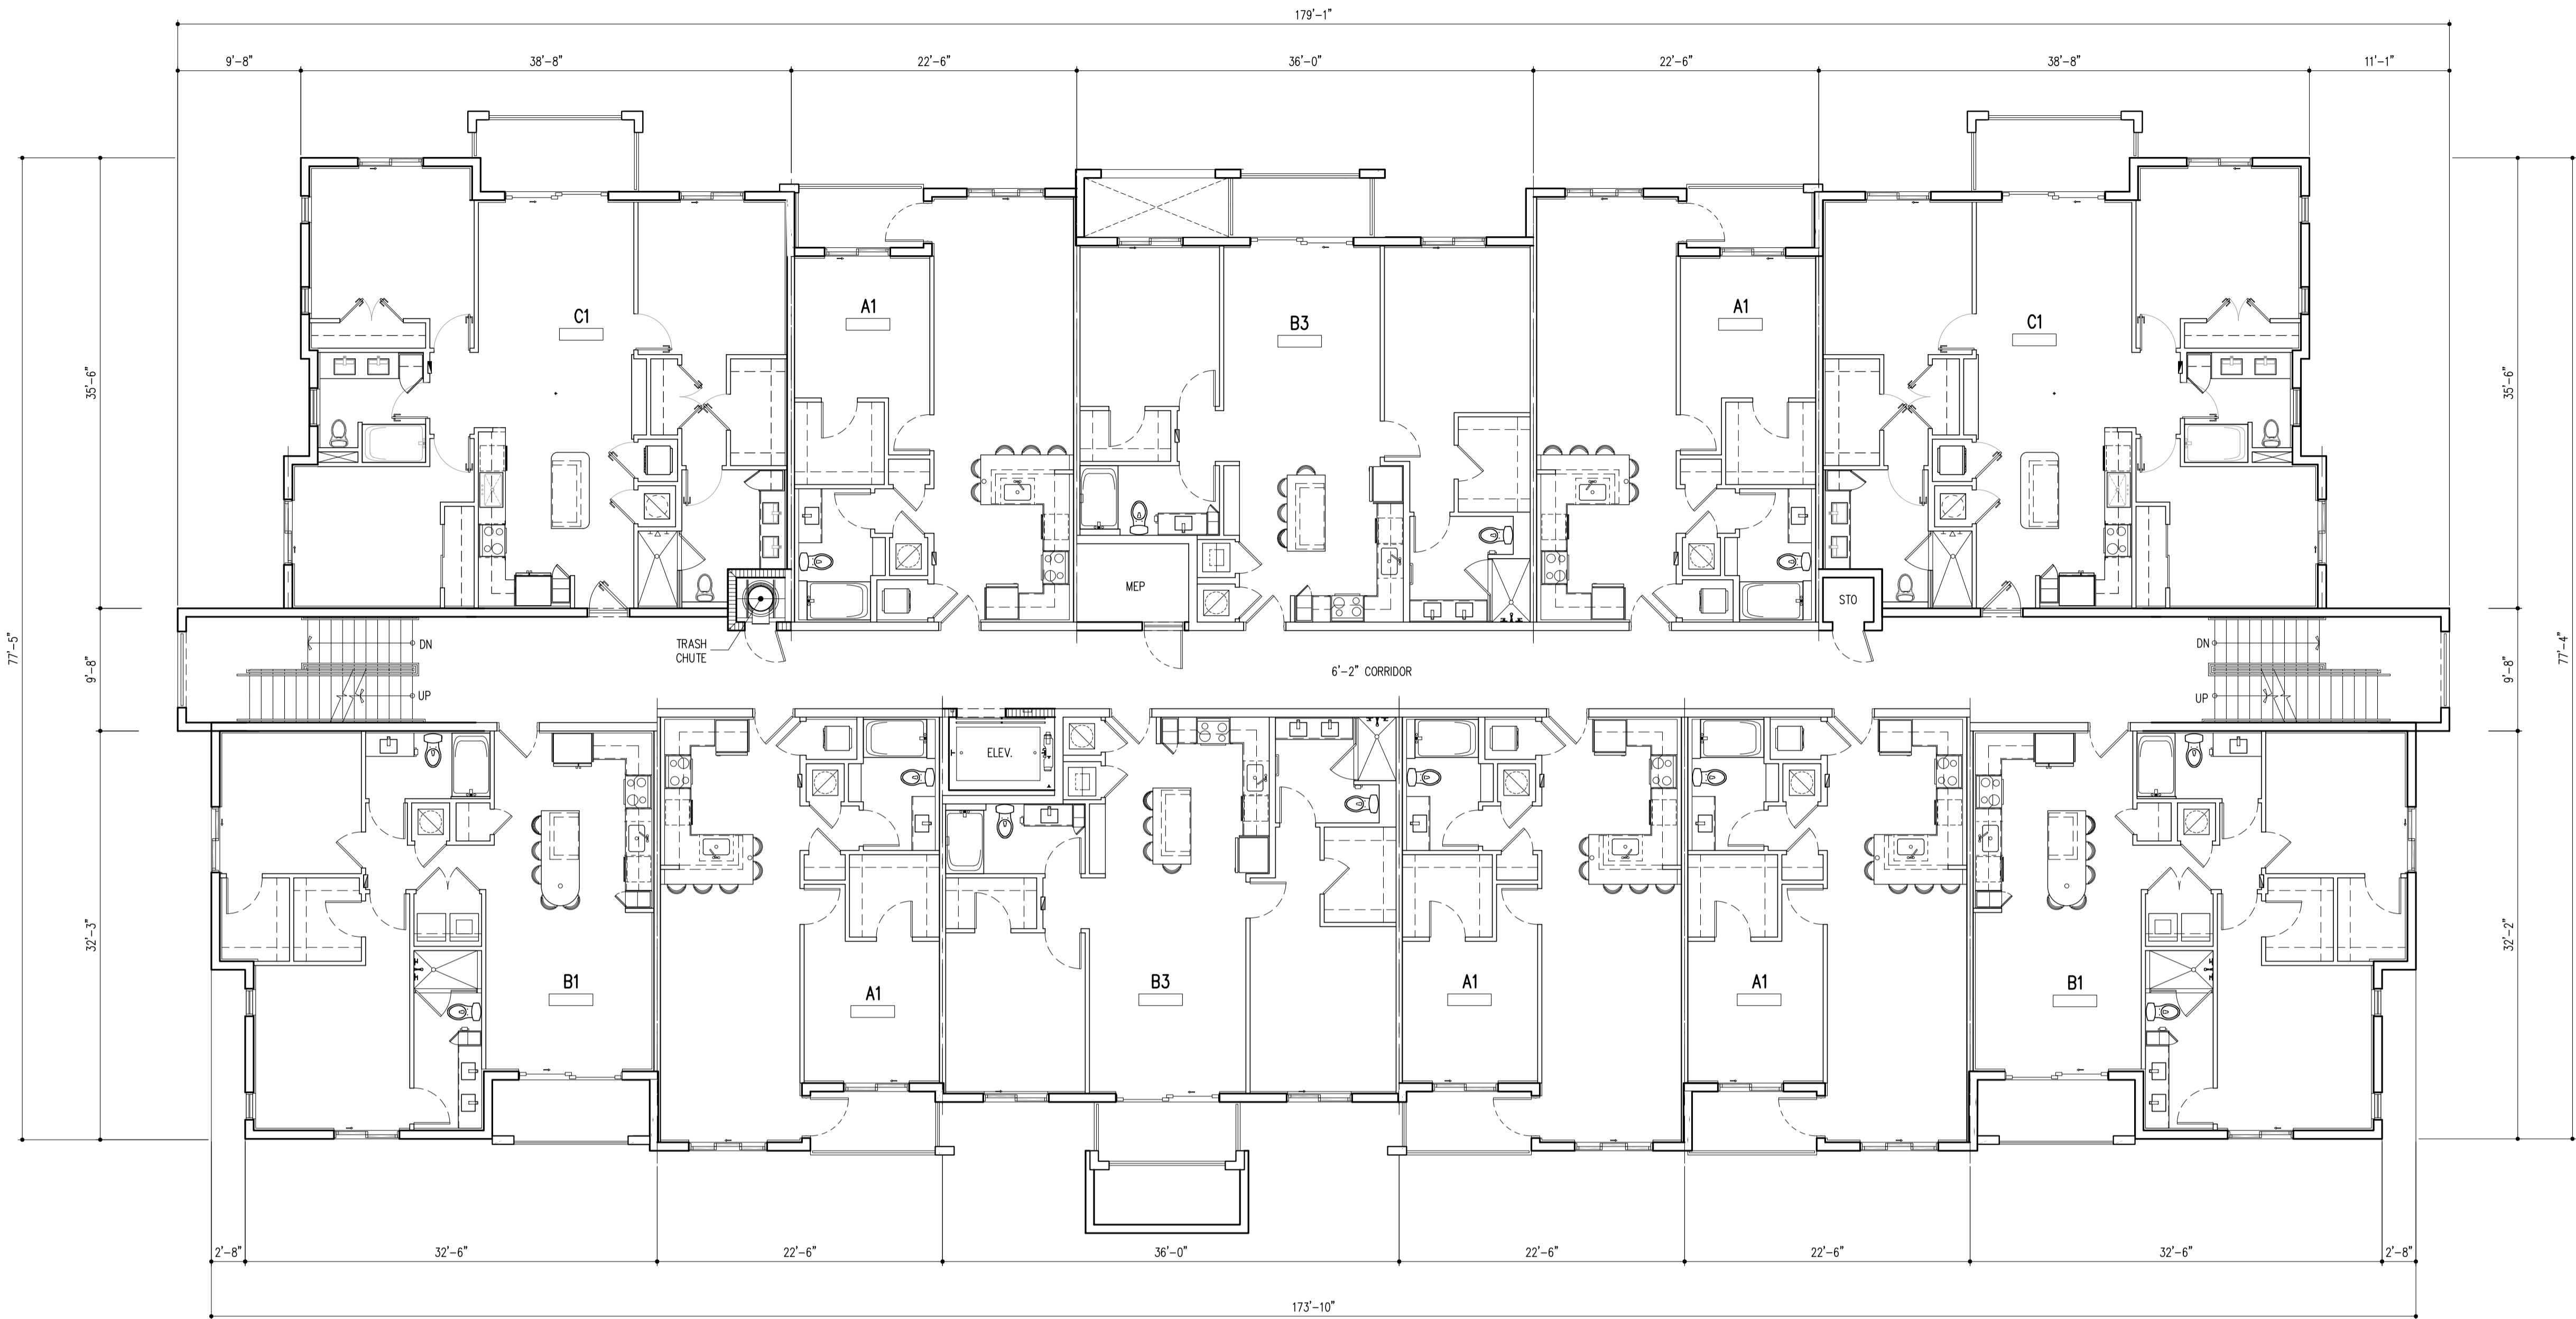 179'-1"
9'-8"
38'-8"
22'-6"
36'-0"
22'-6"
38'-8"
11'-1"
C1
A1
B3
A1
C1
35'-6"
35'-6"
MEP
STO
TRASH
CHUTE
DN
UP
6'-2" CORRIDOR
DN
UP
77'-5"
9'-8"
9'-8"
77'-4"
ELEV.
32'-3"
32'-2"
B1
A1
B3
A1
A1
B1
2'-8"
32'-6"
22'-6"
36'-0"
22'-6"
22'-6"
32'-6"
2'-8"
173'-10"